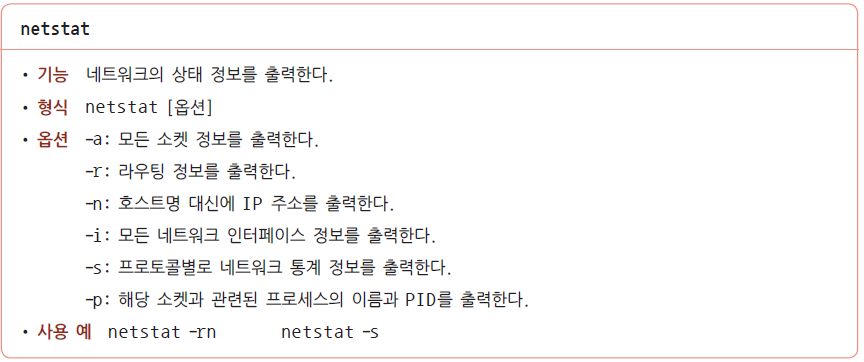 netstat
• 기능 네트워크의 상태 정보를 출력한다.
• 형식 netstat [옵션]
• 옵션 -a: 모든 소켓 정보를 출력한다.
-r: 라우팅 정보를 출력한다.
-n: 호스트명 대신에 IP 주소를 출력한다.
-i: 모든 네트워크 인터페이스 정보를 출력한다.
-s: 프로토콜별로 네트워크 통계 정보를 출력한다.
-p: 해당 소켓과 관련된 프로세스의 이름과 PID를 출력한다.
• 사용 예 netstat -rn netstat -s